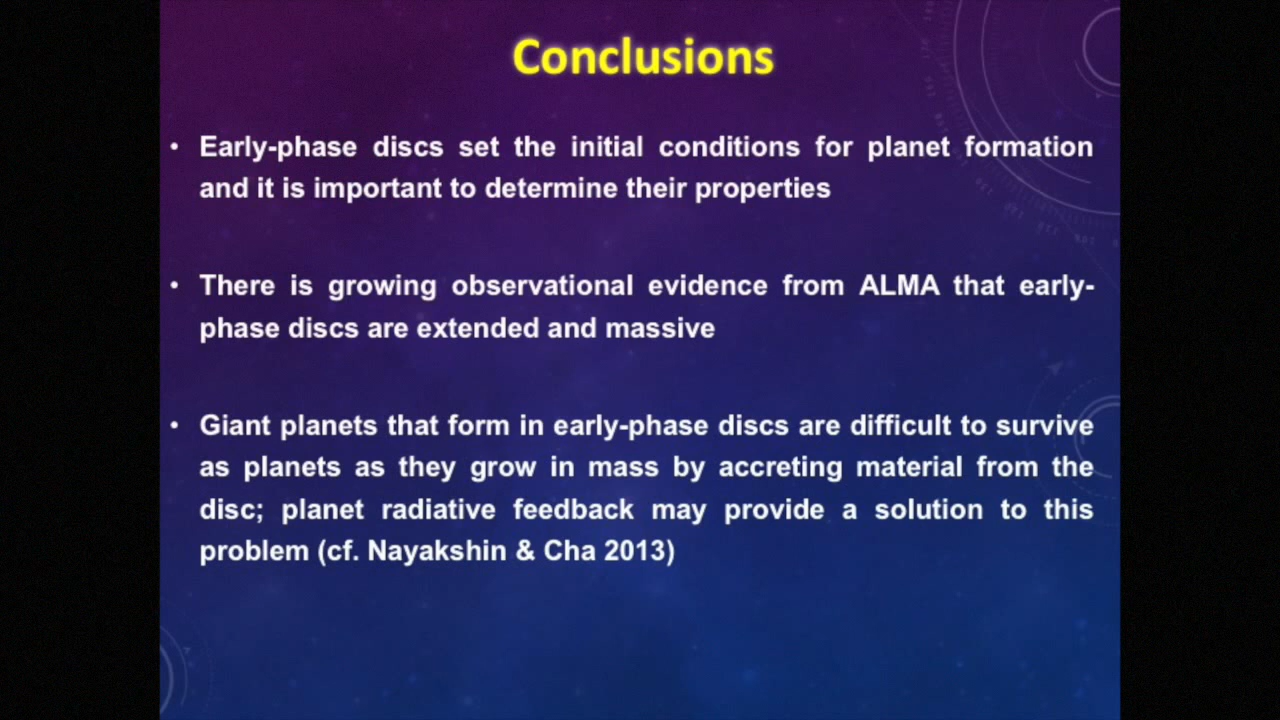 Conclusions
• Early-phase discs set the initial conditions for planet formation
and it is important to determine their properties
• There is growing observational evidence from ALMA that early-
phase discs are extended and massive
• Giant planets that form in early-phase discs are difficult to survive
as planets as they grow in mass by accreting material from the
disc; planet radiative feedback may provide a solution to this
problem (cf. Nayakshin & Cha 2013)